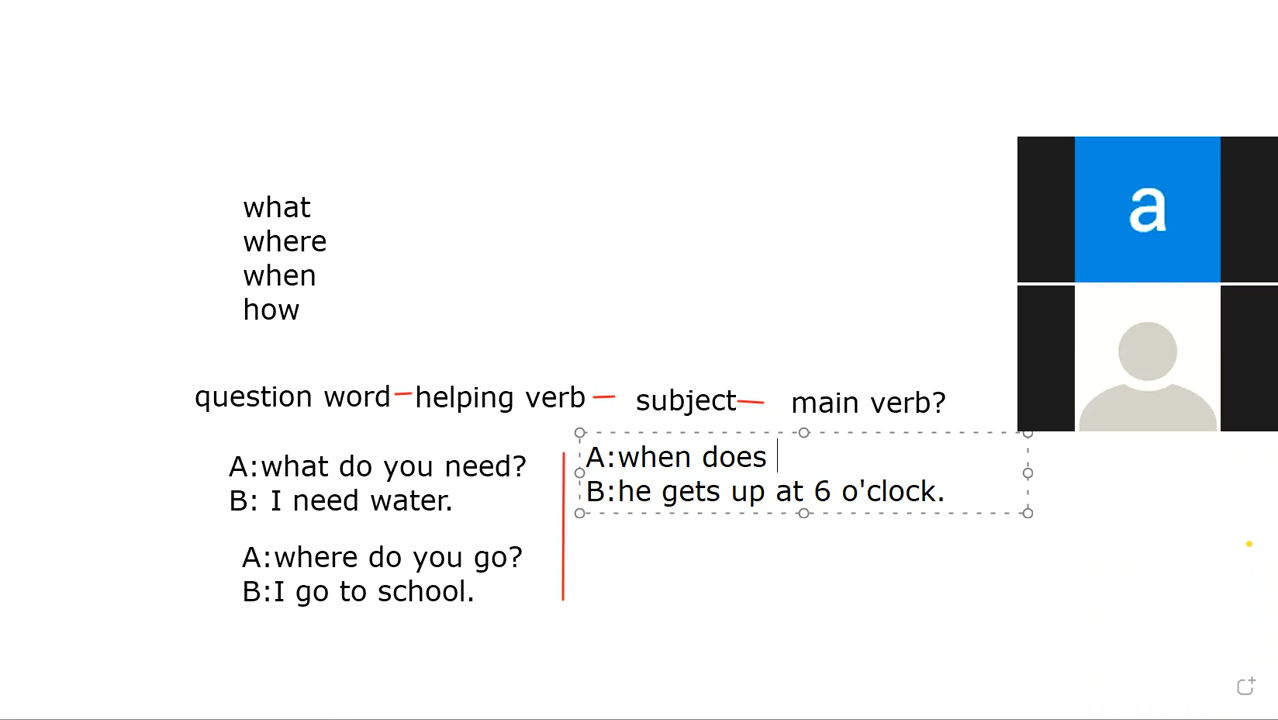 what
where
when
how
a
question word helping verb subject main verb?
A:what do you need?
B: I need water.
A:where do you go?
B:I go to school.
A:when does
B:he gets up at 6 o'clock.